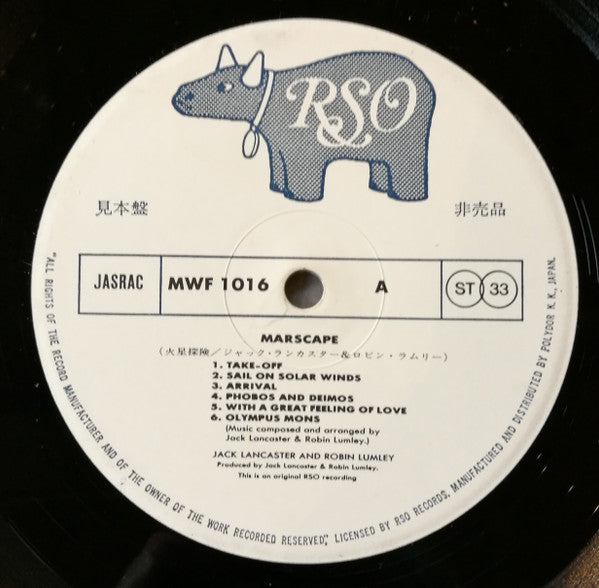 RSO
見本盤
非売品
JASRAC
MWF 1016
A
ST 33
MARSCAPE
(火星探険/ジャック・ランカスター&ロビン・ラムリー)
1. TAKE-OFF
2. SAIL ON SOLAR WINDS
3. ARRIVAL
4. PHOBOS AND DEIMOS
5. WITH A GREAT FEELING OF LOVE
6. OLYMPUS MONS
(Music composed and arranged by
Jack Lancaster & Robin Lumley.)
JACK LANCASTER AND ROBIN LUMLEY
Produced by Jack Lancaster & Robin Lumley.
This is an original RSO recording
"ALL RIGHTS OF THE RECORD MANUFACTURER AND OF THE OWNER OF THE WORK RECORDED RESERVED," LICENSED BY RSO RECORDS. MANUFACTURED AND DISTRIBUTED BY POLYDOR K.K., JAPAN.